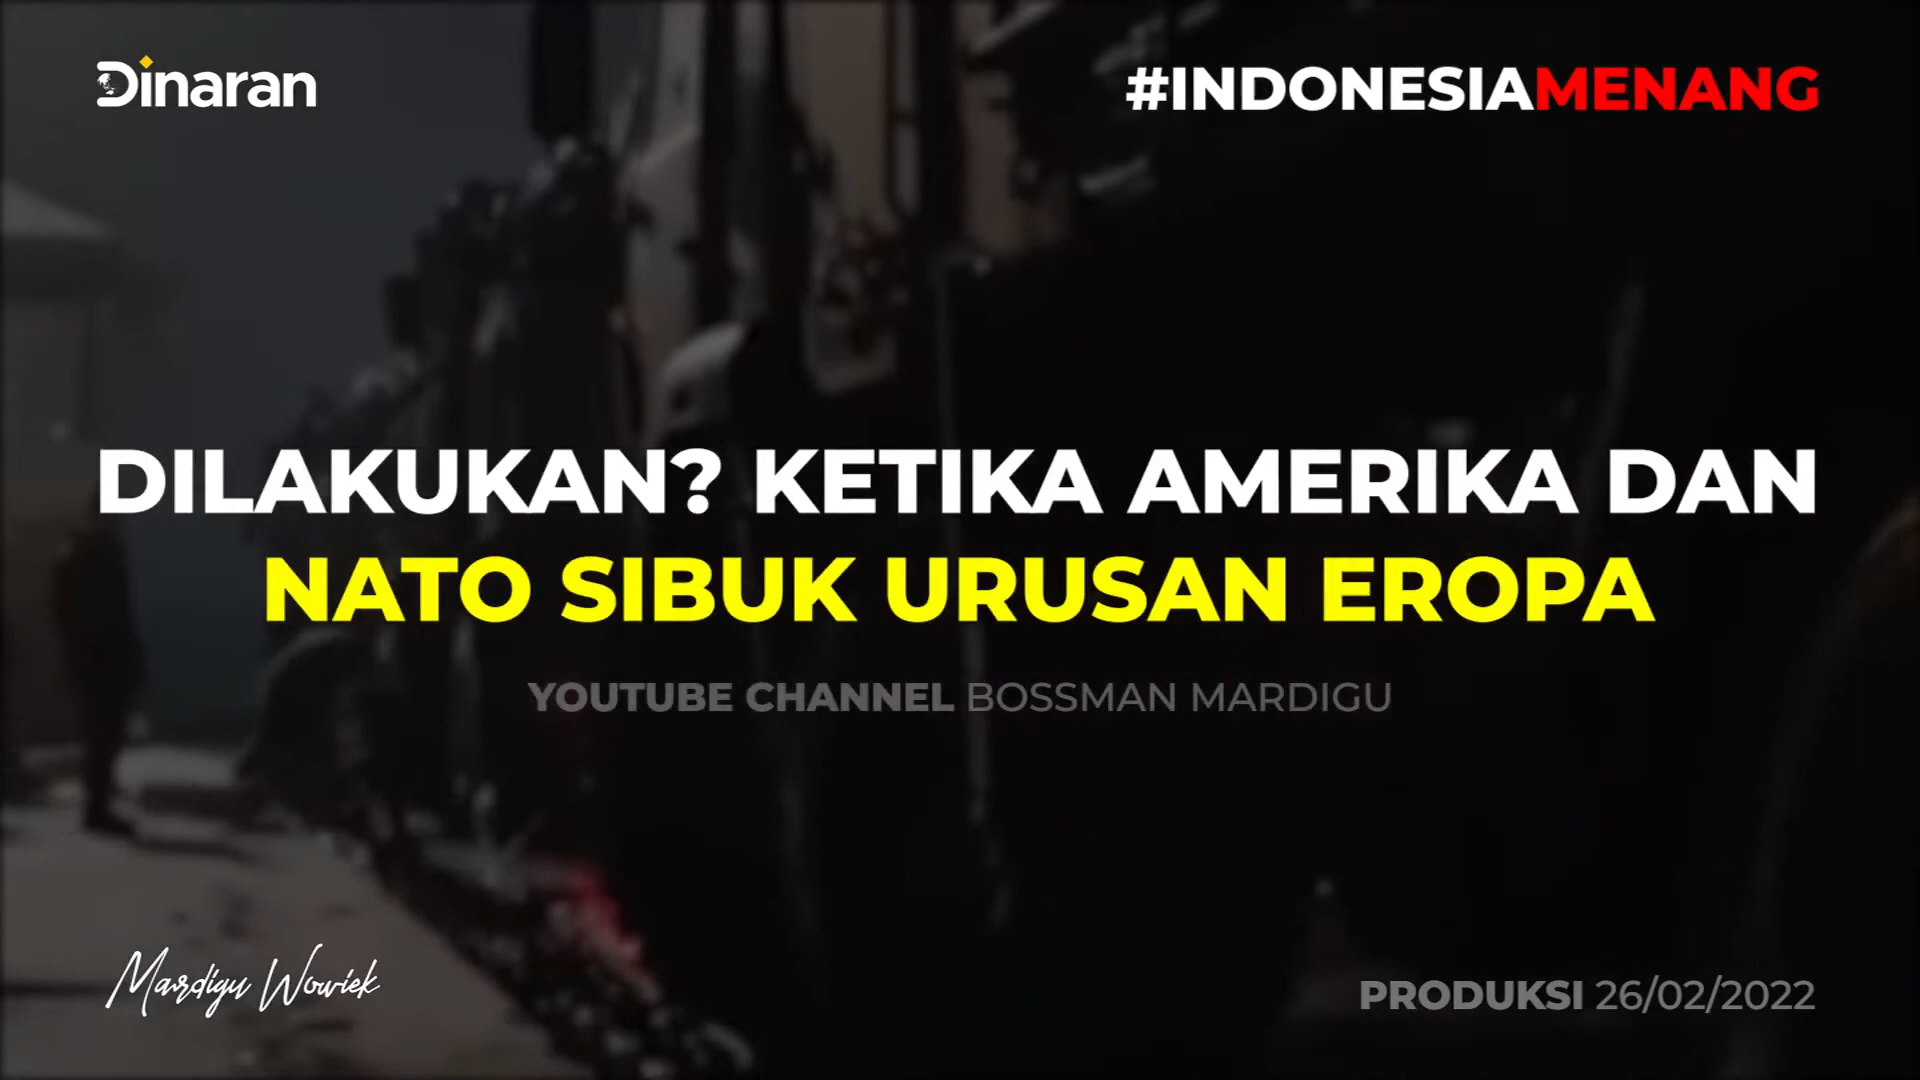 Dinaran
#INDONESIAMENANG
DILAKUKAN? KETIKA AMERIKA DAN
NATO SIBUK URUSAN EROPA
YOUTUBE CHANNEL BOSSMAN MARDIGU
Mardigu Wowiek
PRODUKSI 26/02/2022